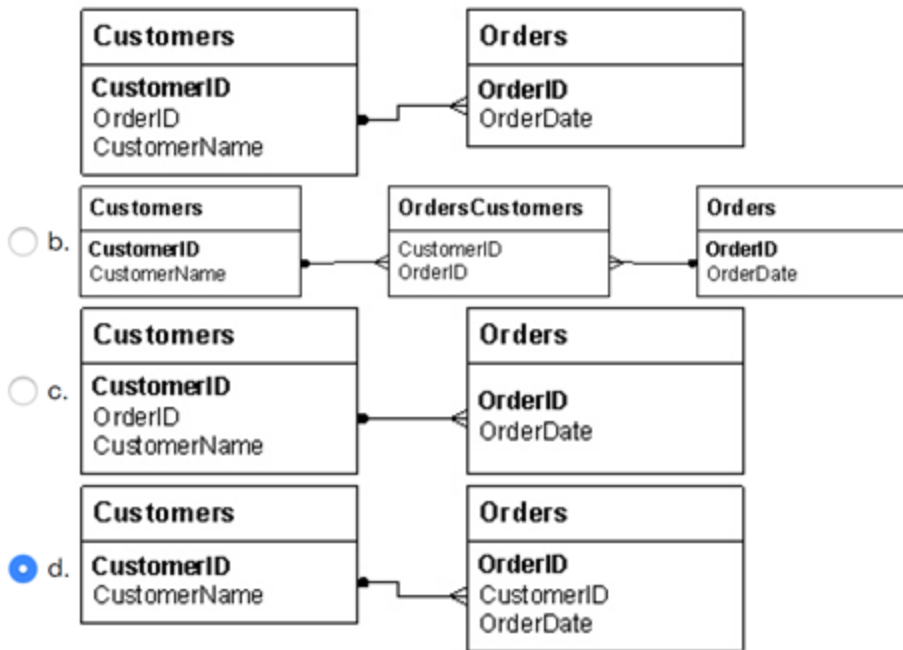 Customers
CustomerID
OrderID
CustomerName
Orders
OrderID
OrderDate
b.
Customers
CustomerID
CustomerName
OrdersCustomers
CustomerID
OrderID
Orders
OrderID
OrderDate
c.
Customers
CustomerID
OrderID
CustomerName
Orders
OrderID
OrderDate
d.
Customers
CustomerID
CustomerName
Orders
OrderID
CustomerID
OrderDate